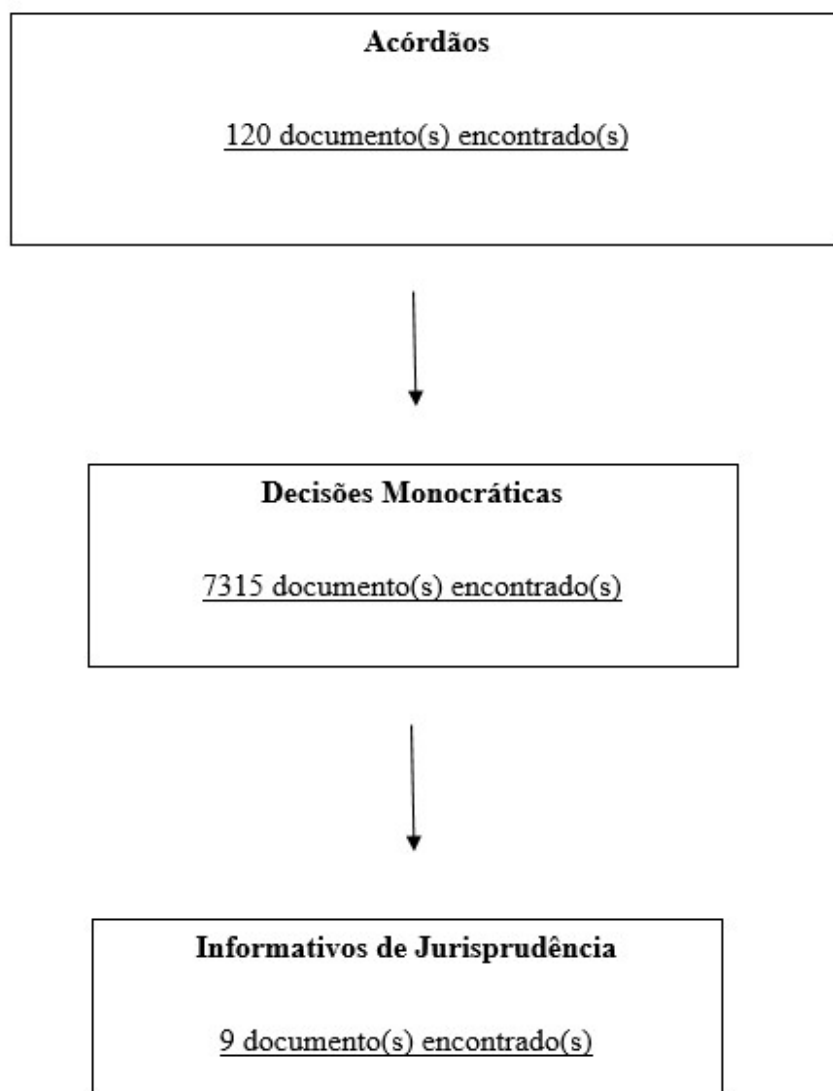 Acórdãos
120 documento(s) encontrado(s)
Decisões Monocráticas
7315 documento(s) encontrado(s)
Informativos de Jurisprudência
9 documento(s) encontrado(s)